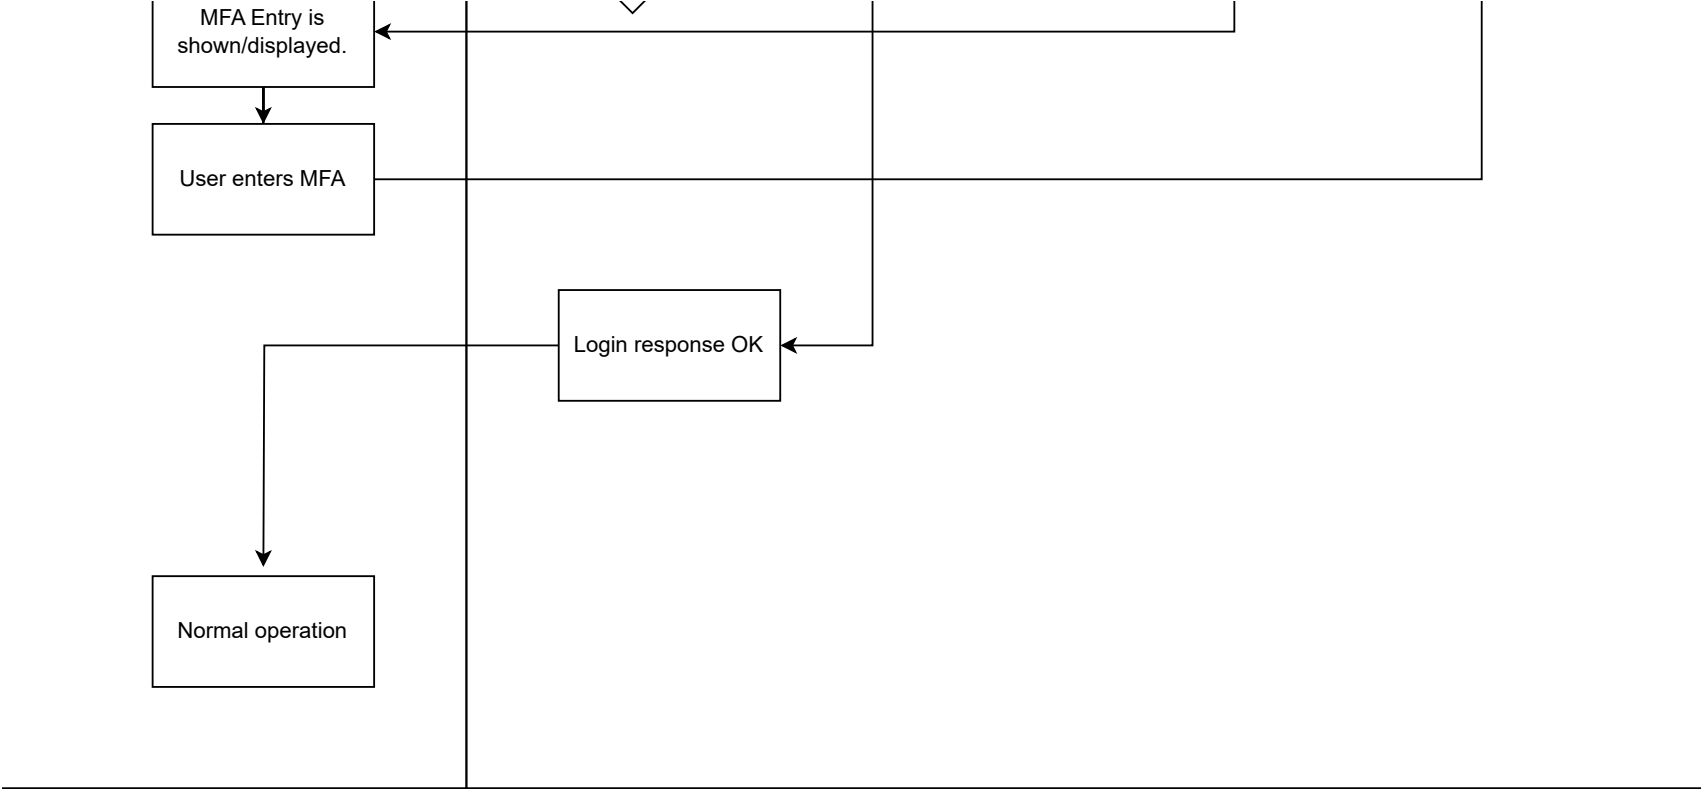 MFA Entry is
shown/displayed.
User enters MFA
Login response OK
Normal operation